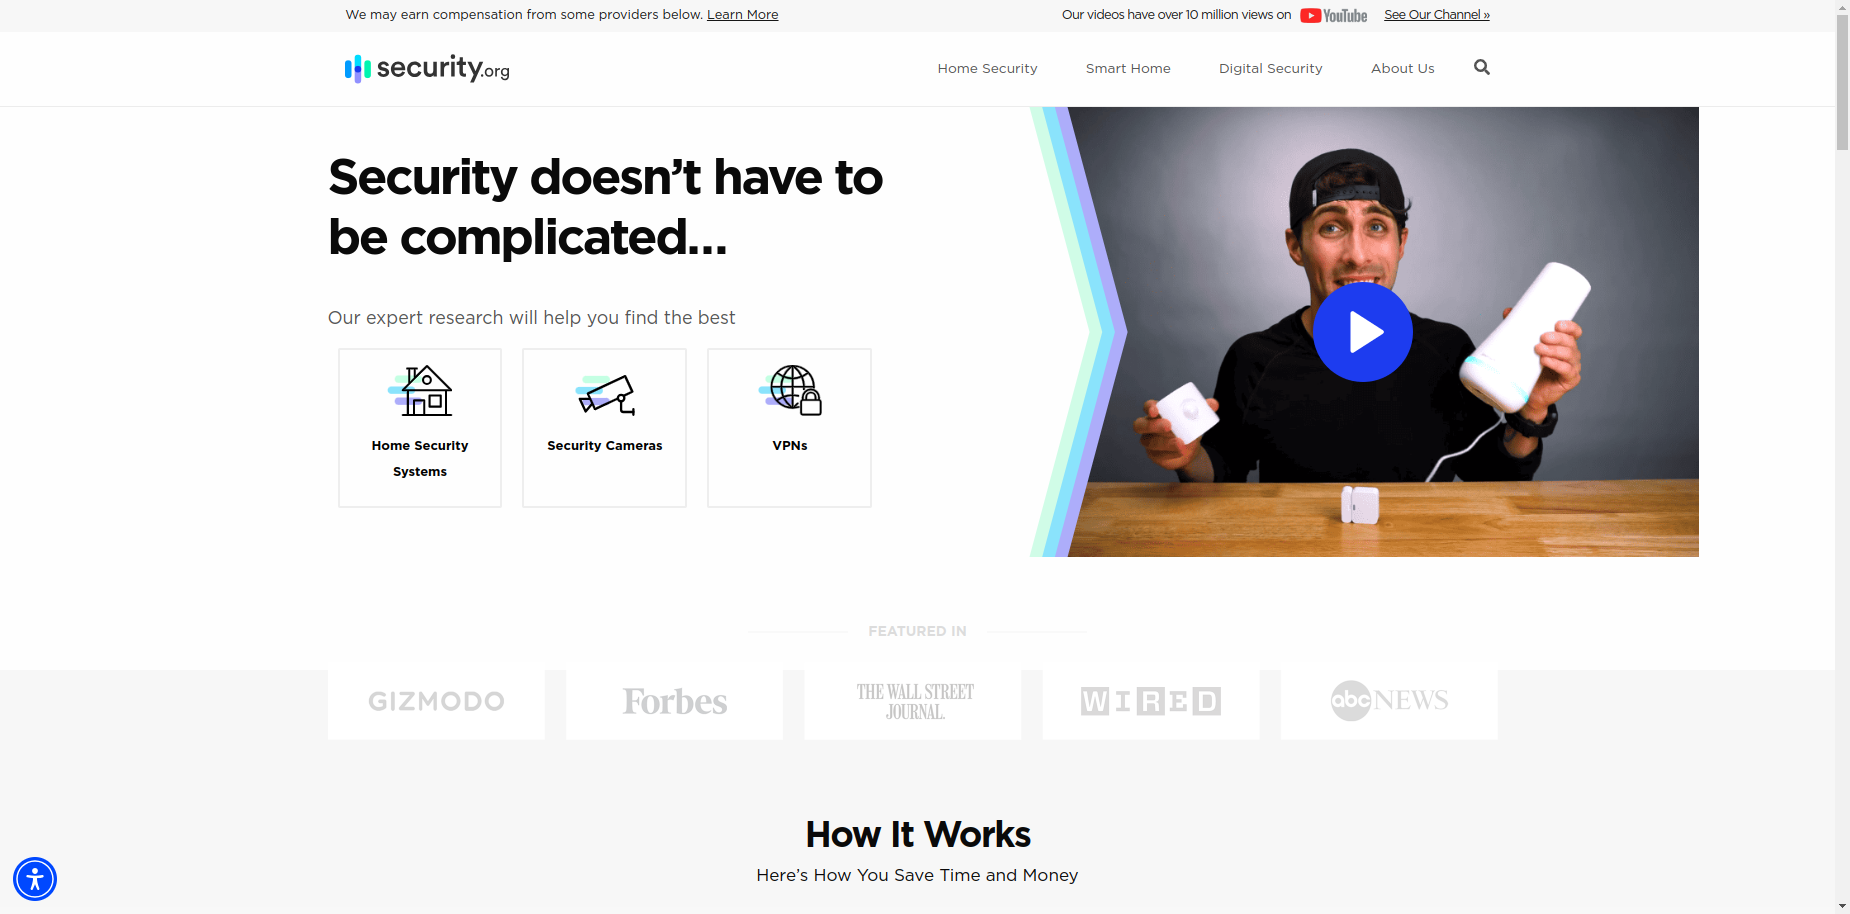 We may earn compensation from some providers below. Learn More
Our videos have over 10 million views on YouTube See Our Channel »
security.org
Home Security Smart Home Digital Security About Us
Security doesn’t have to
be complicated...
Our expert research will help you find the best
Home Security
Systems
Security Cameras
VPNs
FEATURED IN
GIZMODO
Forbes
THE WALL STREET
JOURNAL.
WIRED
abc NEWS
How It Works
Here’s How You Save Time and Money